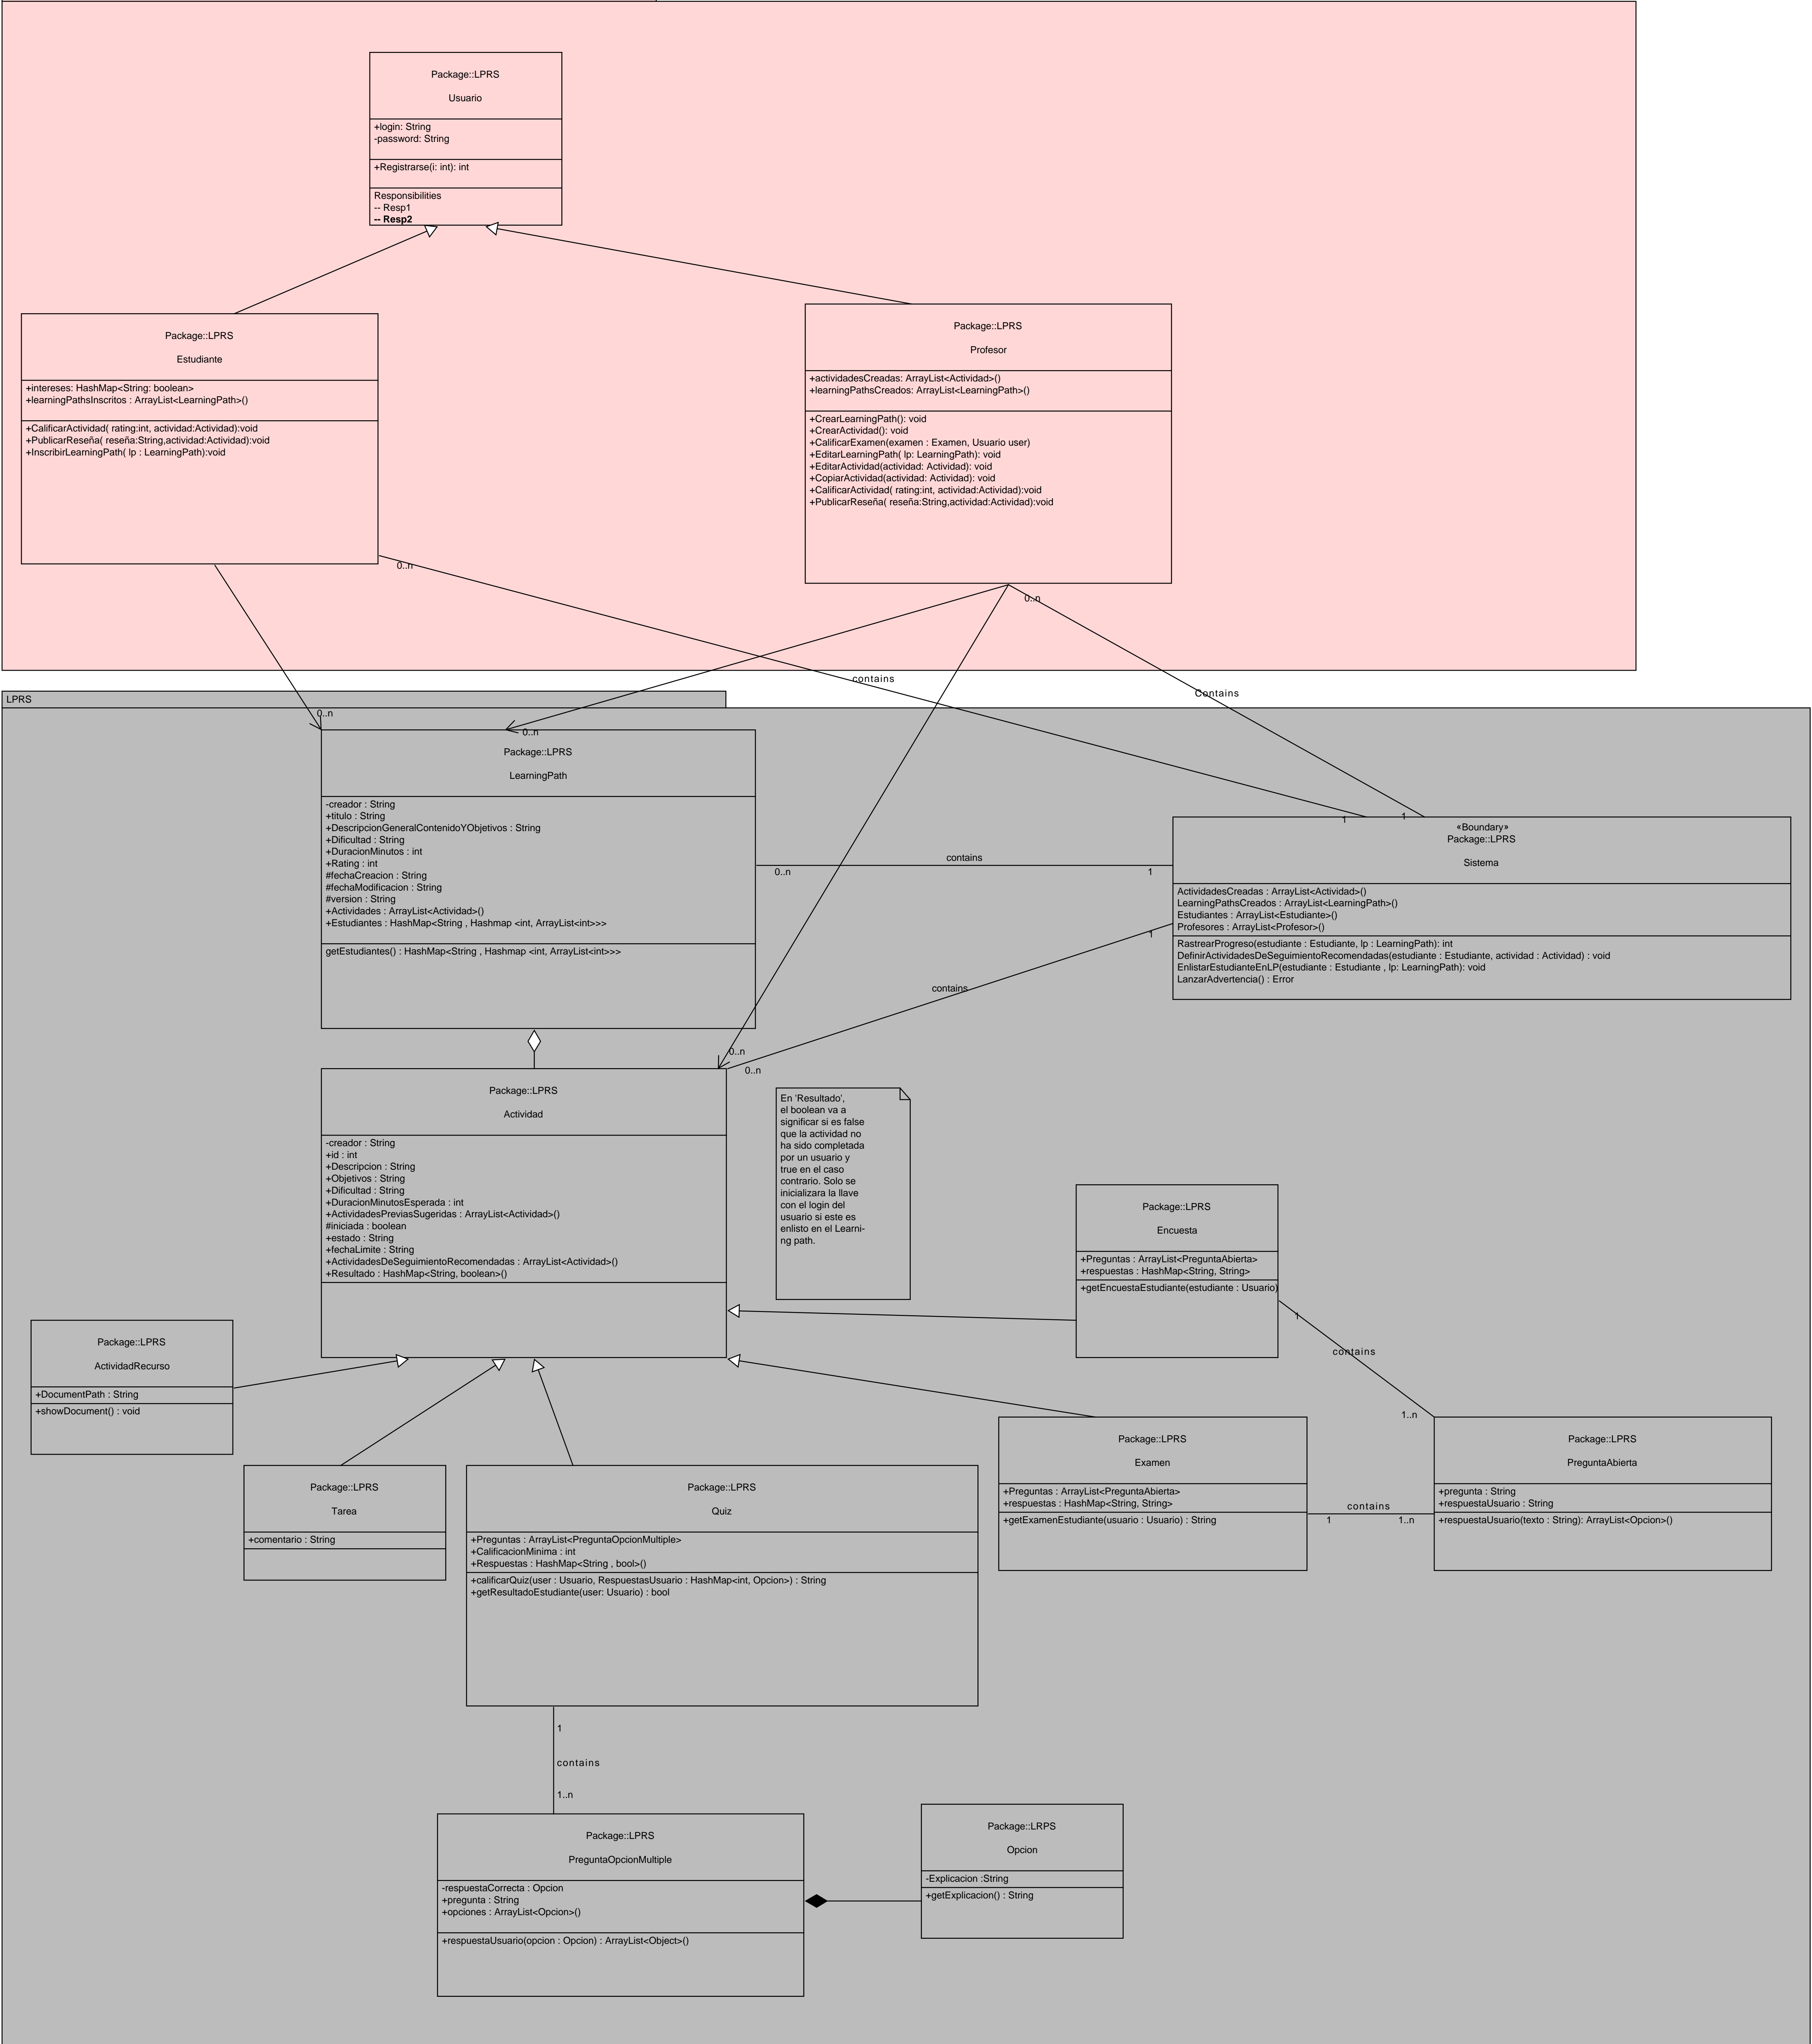 Package::LPRS
Usuario
+login: String
-password: String
+Registrarse(i: int): int
Responsibilities
-- Resp1
-- Resp2
Package::LPRS
Estudiante
+intereses: HashMap<String: boolean>
+learningPathsInscritos : ArrayList<LearningPath>()
+CalificarActividad( rating:int, actividad:Actividad):void
+PublicarReseña( reseña:String,actividad:Actividad):void
+InscribirLearningPath( lp : LearningPath):void
Package::LPRS
Profesor
+actividadesCreadas: ArrayList<Actividad>()
+learningPathsCreados: ArrayList<LearningPath>()
+CrearLearningPath(): void
+CrearActividad(): void
+CalificarExamen(examen : Examen, Usuario user)
+EditarLearningPath( lp: LearningPath): void
+EditarActividad(actividad: Actividad): void
+CopiarActividad(actividad: Actividad): void
+CalificarActividad( rating:int, actividad:Actividad):void
+PublicarReseña( reseña:String,actividad:Actividad):void
0..n
0..n
contains
Contains
LPRS
0..n
0..n
Package::LPRS
LearningPath
-creador : String
+titulo : String
+DescripcionGeneralContenidoYObjetivos : String
+Dificultad : String
+DuracionMinutos : int
+Rating : int
#fechaCreacion : String
#fechaModificacion : String
#version : String
+Actividades : ArrayList<Actividad>()
+Estudiantes : HashMap<String , Hashmap <int, ArrayList<int>>>
getEstudiantes() : HashMap<String , Hashmap <int, ArrayList<int>>>
contains
0..n
1
1
1
«Boundary»
Package::LPRS
Sistema
ActividadesCreadas : ArrayList<Actividad>()
LearningPathsCreados : ArrayList<LearningPath>()
Estudiantes : ArrayList<Estudiante>()
Profesores : ArrayList<Profesor>()
RastrearProgreso(estudiante : Estudiante, lp : LearningPath): int
DefinirActividadesDeSeguimientoRecomendadas(estudiante : Estudiante, actividad : Actividad) : void
EnlistarEstudianteEnLP(estudiante : Estudiante , lp: LearningPath): void
LanzarAdvertencia() : Error
1
contains
0..n
0..n
Package::LPRS
Actividad
-creador : String
+id : int
+Descripcion : String
+Objetivos : String
+Dificultad : String
+DuracionMinutosEsperada : int
+ActividadesPreviasSugeridas : ArrayList<Actividad>()
#iniciada : boolean
+estado : String
+fechaLimite : String
+ActividadesDeSeguimientoRecomendadas : ArrayList<Actividad>()
+Resultado : HashMap<String, boolean>()
En 'Resultado',
el boolean va a
significar si es false
que la actividad no
ha sido completada
por un usuario y
true en el caso
contrario. Solo se
inicializara la llave
con el login del
usuario si este es
enlisto en el Learni-
ng path.
Package::LPRS
Encuesta
+Preguntas : ArrayList<PreguntaAbierta>
+respuestas : HashMap<String, String>
+getEncuestaEstudiante(estudiante : Usuario)
1
contains
1..n
Package::LPRS
ActividadRecurso
+DocumentPath : String
+showDocument() : void
Package::LPRS
Tarea
+comentario : String
Package::LPRS
Quiz
+Preguntas : ArrayList<PreguntaOpcionMultiple>
+CalificacionMinima : int
+Respuestas : HashMap<String , bool>()
+calificarQuiz(user : Usuario, RespuestasUsuario : HashMap<int, Opcion>) : String
+getResultadoEstudiante(user: Usuario) : bool
Package::LPRS
Examen
+Preguntas : ArrayList<PreguntaAbierta>
+respuestas : HashMap<String, String>
+getExamenEstudiante(usuario : Usuario) : String
contains
1
1..n
Package::LPRS
PreguntaAbierta
+pregunta : String
+respuestaUsuario : String
+respuestaUsuario(texto : String): ArrayList<Opcion>()
1
contains
1..n
Package::LPRS
PreguntaOpcionMultiple
-respuestaCorrecta : Opcion
+pregunta : String
+opciones : ArrayList<Opcion>()
+respuestaUsuario(opcion : Opcion) : ArrayList<Object>()
Package::LRPS
Opcion
-Explicacion :String
+getExplicacion() : String